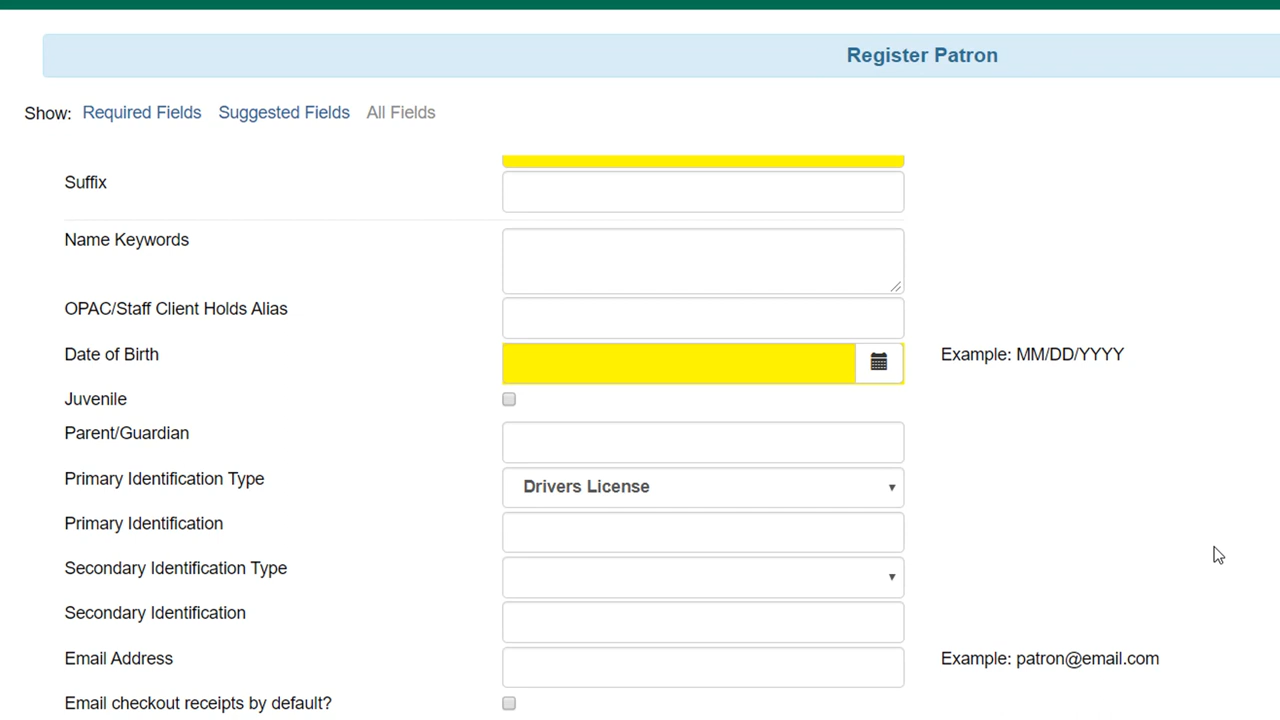 Register Patron
Show: Required Fields Suggested Fields All Fields
Suffix
Name Keywords
OPAC/Staff Client Holds Alias
Date of Birth Example: MM/DD/YYYY
Juvenile
Parent/Guardian
Primary Identification Type Drivers License
Primary Identification
Secondary Identification Type
Secondary Identification
Email Address Example: patron@email.com
Email checkout receipts by default?